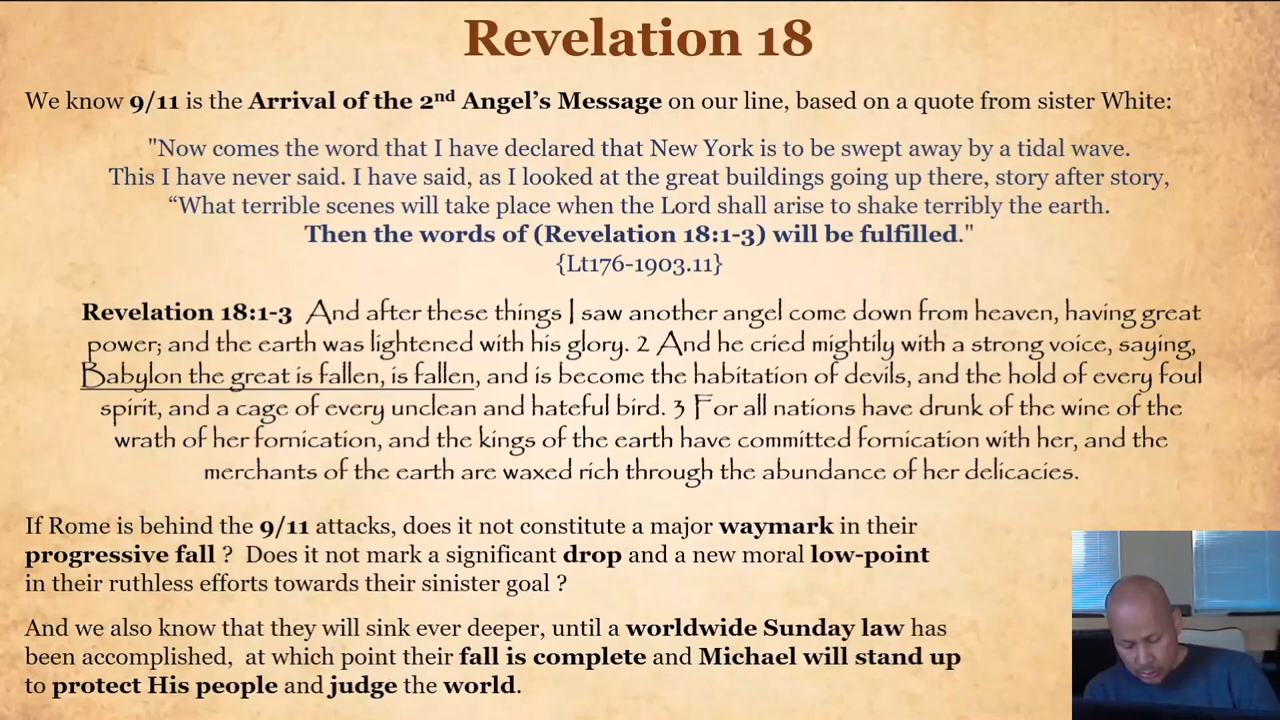 Revelation 18
We know 9/11 is the Arrival of the 2nd Angel's Message on our line, based on a quote from sister White:
"Now comes the word that I have declared that New York is to be swept away by a tidal wave.
This I have never said. I have said, as I looked at the great buildings going up there, story after story,
“What terrible scenes will take place when the Lord shall arise to shake terribly the earth.
Then the words of (Revelation 18:1-3) will be fulfilled."
{Lt176-1903.11}
Revelation 18:1-3 And after these things I saw another angel come down from heaven, having great
power; and the earth was lightened with his glory. 2 And he cried mightily with a strong voice, saying,
Babylon the great is fallen, is fallen, and is become the habitation of devils, and the hold of every foul
spirit, and a cage of every unclean and hateful bird. 3 For all nations have drunk of the wine of the
wrath of her fornication, and the kings of the earth have committed fornication with her, and the
merchants of the earth are waxed rich through the abundance of her delicacies.
If Rome is behind the 9/11 attacks, does it not constitute a major waymark in their
progressive fall ? Does it not mark a significant drop and a new moral low-point
in their ruthless efforts towards their sinister goal ?
And we also know that they will sink ever deeper, until a worldwide Sunday law has
been accomplished, at which point their fall is complete and Michael will stand up
to protect His people and judge the world.